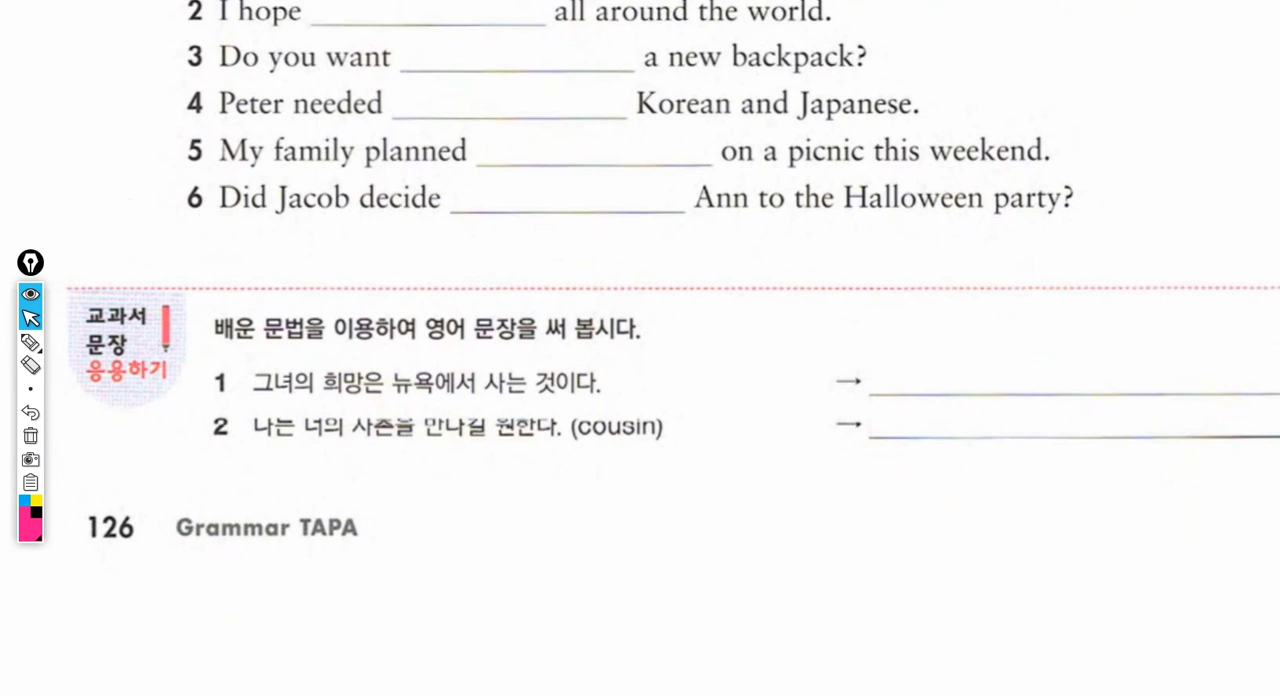 2 I hope ______ all around the world.
3 Do you want ______ a new backpack?
4 Peter needed ______ Korean and Japanese.
5 My family planned ______ on a picnic this weekend.
6 Did Jacob decide ______ Ann to the Halloween party?
교과서
문장
응용하기
배운 문법을 이용하여 영어 문장을 써 봅시다.
1 그녀의 희망은 뉴욕에서 사는 것이다. →
2 나는 너의 사촌을 만나길 원한다. (cousin) →
126 Grammar TAPA